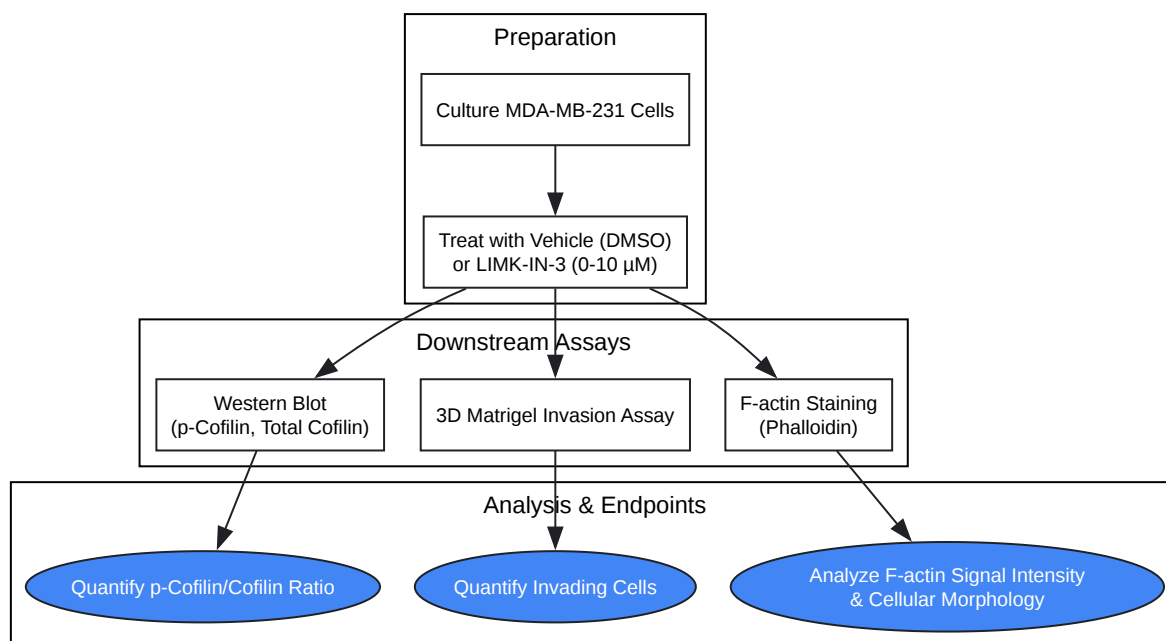 Preparation
Culture MDA-MB-231 Cells
Treat with Vehicle (DMSO)
or LIMK-IN-3 (0-10 µM)
Downstream Assays
Western Blot
(p-Cofilin, Total Cofilin)
3D Matrigel Invasion Assay
F-actin Staining
(Phalloidin)
Analysis & Endpoints
Quantify p-Cofilin/Cofilin Ratio
Quantify Invading Cells
Analyze F-actin Signal Intensity
& Cellular Morphology